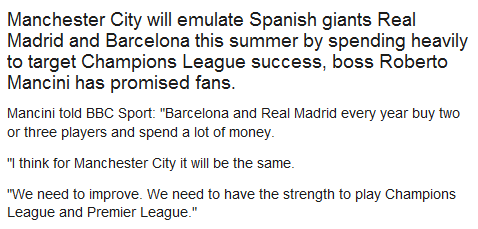 Manchester City will emulate Spanish giants Real
Madrid and Barcelona this summer by spending heavily
to target Champions League success, boss Roberto
Mancini has promised fans.
Mancini told BBC Sport: "Barcelona and Real Madrid every year buy two
or three players and spend a lot of money.
"I think for Manchester City it will be the same.
"We need to improve. We need to have the strength to play Champions
League and Premier League."